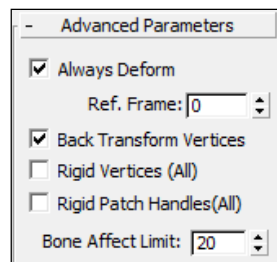 - Advanced Parameters
Always Deform
Ref. Frame: 0
Back Transform Vertices
Rigid Vertices (All)
Rigid Patch Handles(All)
Bone Affect Limit: 20